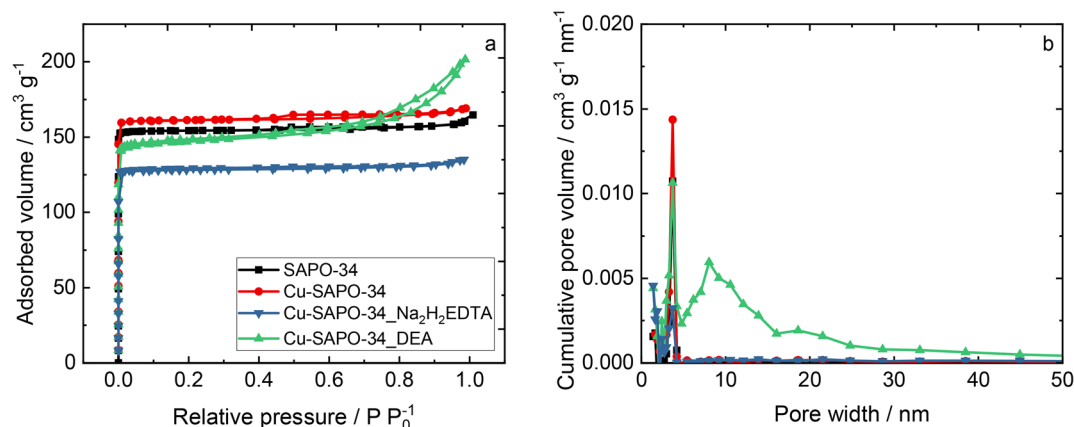 a
Adsorbed volume / cm³ g⁻¹
200
150
100
50
0
0.0 0.2 0.4 0.6 0.8 1.0
Relative pressure / P P₀⁻¹
SAPO-34
Cu-SAPO-34
Cu-SAPO-34_Na₂H₂EDTA
Cu-SAPO-34_DEA
b
Cumulative pore volume / cm³ g⁻¹ nm⁻¹
0.020
0.015
0.010
0.005
0.000
0 10 20 30 40 50
Pore width / nm